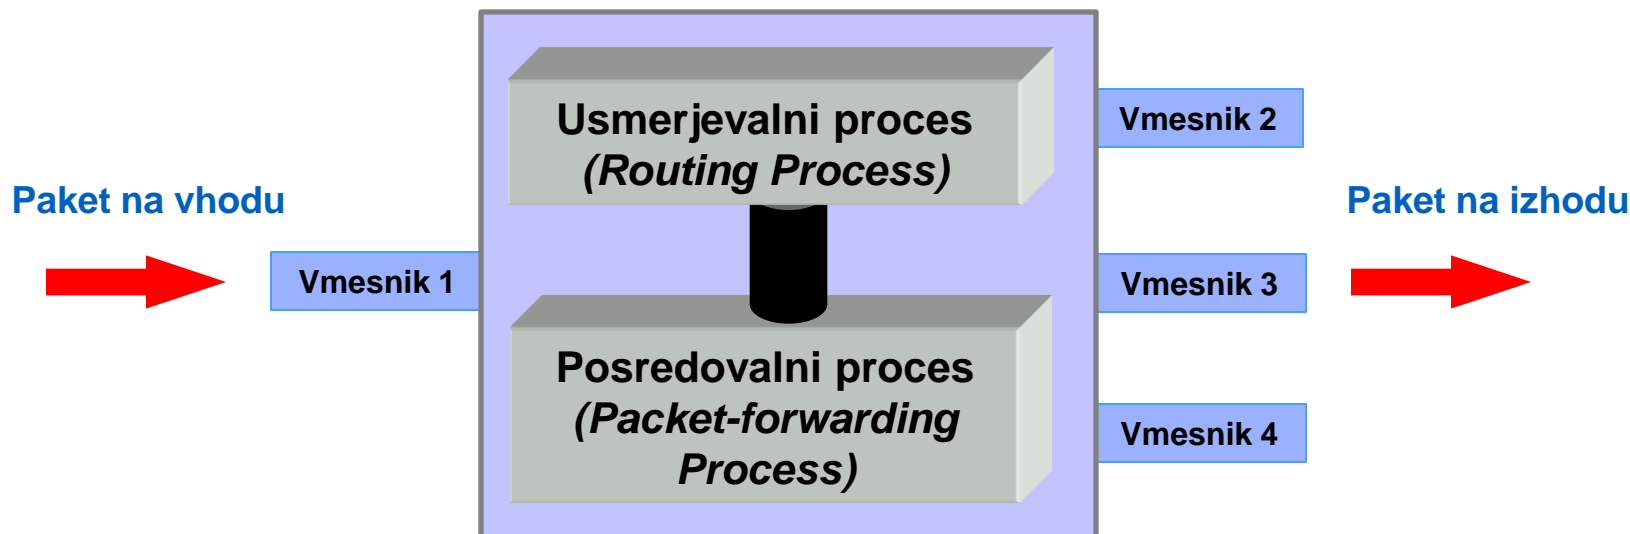 Usmerjevalni proces
(Routing Process)
Vmesnik 2
Paket na vhodu
Paket na izhodu
Vmesnik 1
Vmesnik 3
Posredovalni proces
(Packet-forwarding
Process)
Vmesnik 4